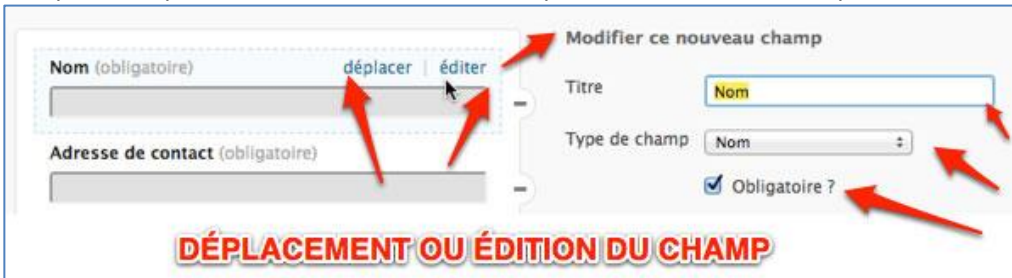 Nom (obligatoire) déplacer | éditer
Adresse de contact (obligatoire)
Modifier ce nouveau champ
Titre Nom
Type de champ Nom
Obligatoire ?
DÉPLACEMENT OU ÉDITION DU CHAMP